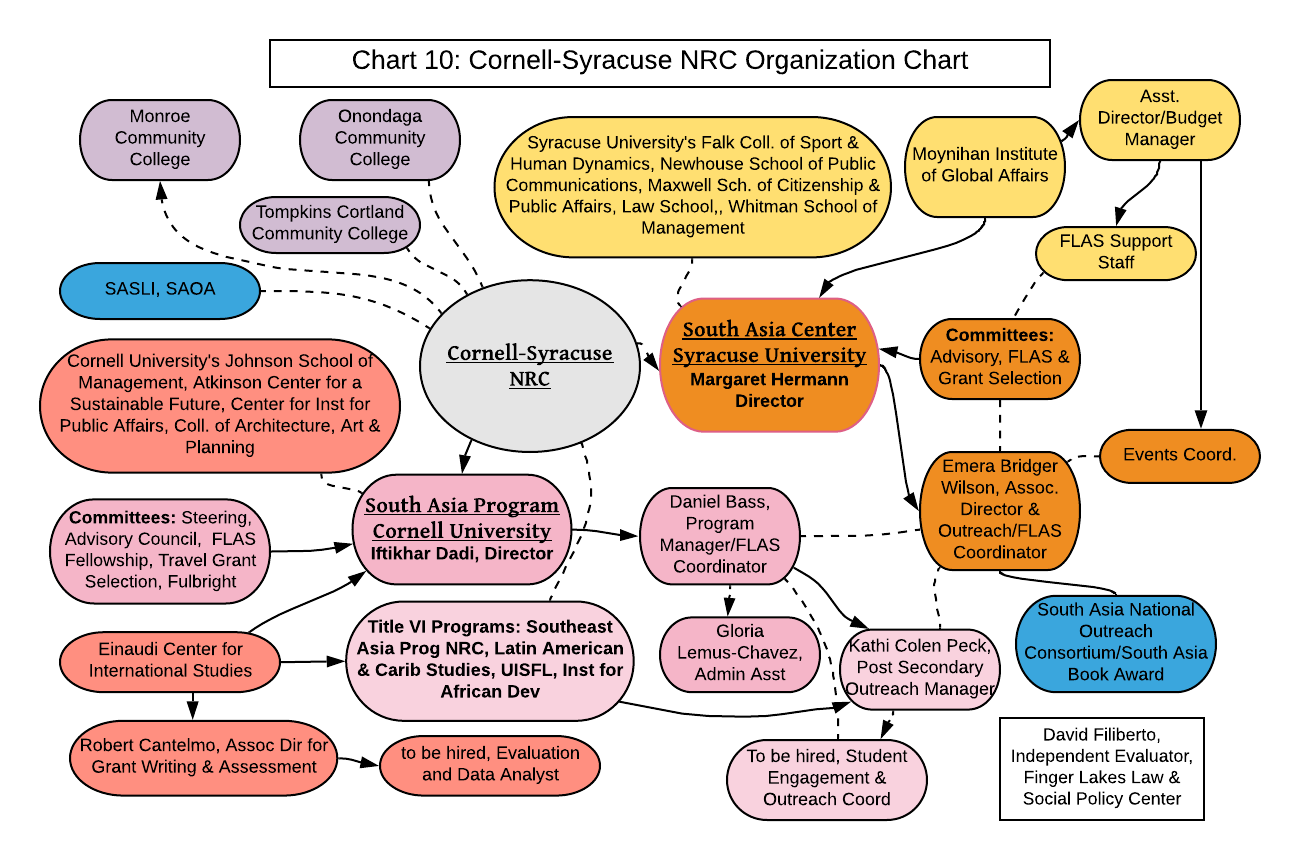 Chart 10: Cornell-Syracuse NRC Organization Chart
Monroe
Community
College
Onondaga
Community
College
Tompkins Cortland
Community College
SASLI, SAOA
Syracuse University's Falk Coll. of Sport &
Human Dynamics, Newhouse School of Public
Communications, Maxwell Sch. of Citizenship &
Public Affairs, Law School,, Whitman School of
Management
Moynihan Institute
of Global Affairs
Asst.
Director/Budget
Manager
FLAS Support
Staff
Cornell University's Johnson School of
Management, Atkinson Center for a
Sustainable Future, Center for Inst for
Public Affairs, Coll. of Architecture, Art &
Planning
Cornell-Syracuse
NRC
South Asia Center
Syracuse University
Margaret Hermann
Director
Committees:
Advisory, FLAS &
Grant Selection
Events Coord.
Committees: Steering,
Advisory Council,  FLAS
Fellowship, Travel Grant
Selection, Fulbright
South Asia Program
Cornell University
Iftikhar Dadi, Director
Daniel Bass,
Program
Manager/FLAS
Coordinator
Emera Bridger
Wilson, Assoc.
Director &
Outreach/FLAS
Coordinator
Einaudi Center for
International Studies
Title VI Programs: Southeast
Asia Prog NRC, Latin American
& Carib Studies, UISFL, Inst for
African Dev
Gloria
Lemus-Chavez,
Admin Asst
Kathi Colen Peck,
Post Secondary
Outreach Manager
South Asia National
Outreach
Consortium/South Asia
Book Award
Robert Cantelmo, Assoc Dir for
Grant Writing & Assessment
to be hired, Evaluation
and Data Analyst
To be hired, Student
Engagement &
Outreach Coord
David Filiberto,
Independent Evaluator,
Finger Lakes Law &
Social Policy Center